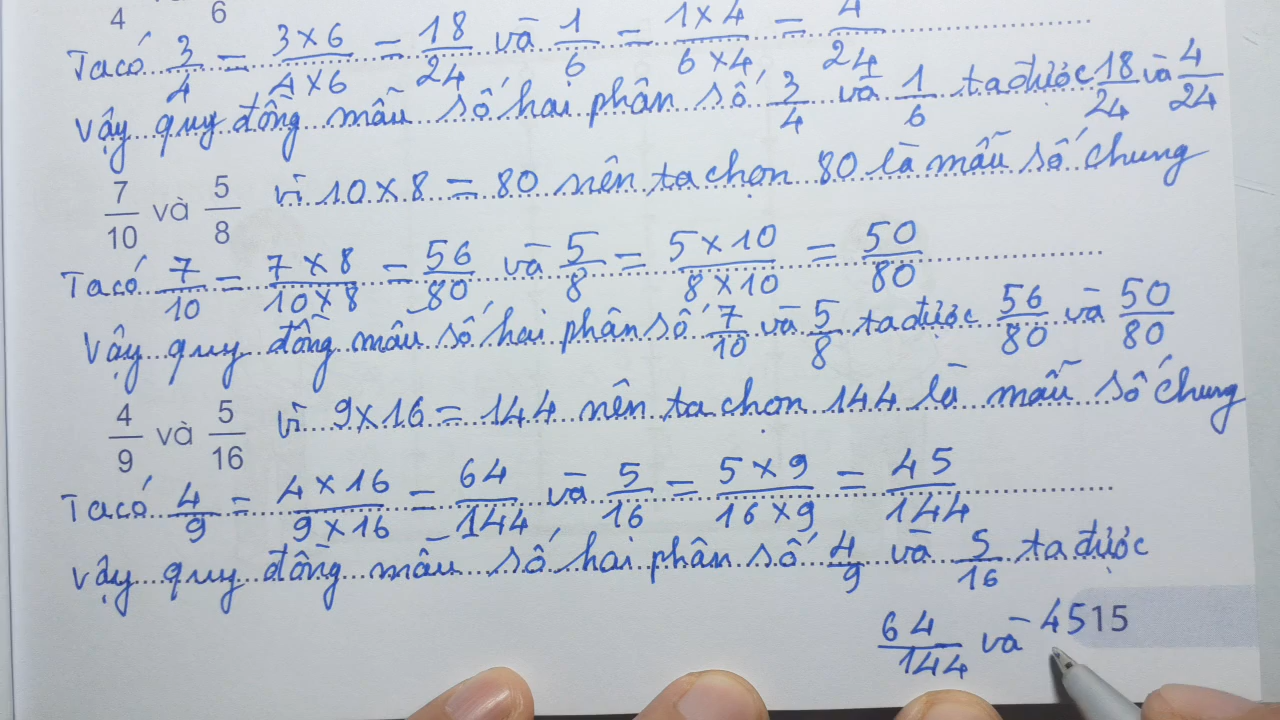 4 6
Ta có 3/4 = 3×6/4×6 = 18/24 và 1/6 = 1×4/6×4 = 4/24
Vậy quy đồng mẫu số hai phân số 3/4 và 1/6 ta được 18/24 và 4/24
7/10 và 5/8 vì 10×8 = 80 nên ta chọn 80 là mẫu số chung
Ta có 7/10 = 7×8/10×8 = 56/80 và 5/8 = 5×10/8×10 = 50/80
Vậy quy đồng mẫu số hai phân số 7/10 và 5/8 ta được 56/80 và 50/80
4/9 và 5/16 vì 9×16 = 144 nên ta chọn 144 là mẫu số chung
Ta có 4/9 = 4×16/9×16 = 64/144 và 5/16 = 5×9/16×9 = 45/144
Vậy quy đồng mẫu số hai phân số 4/9 và 5/16 ta được
64/144 và 45
15